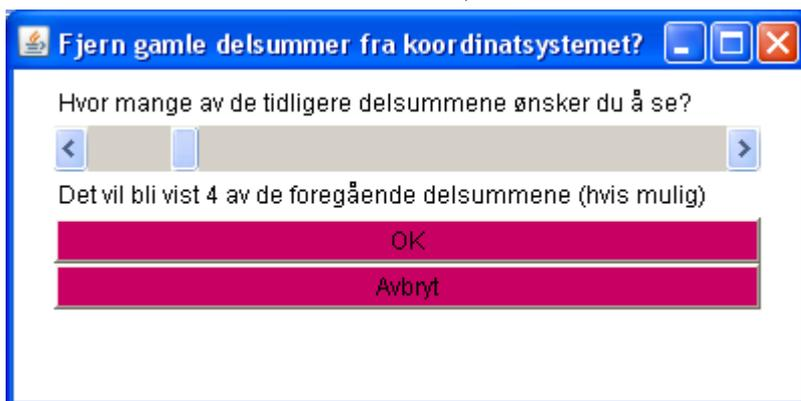 Fjern gamle delsummer fra koordinatsystemet?
Hvor mange av de tidligere delsummene ønsker du å se?
Det vil bli vist 4 av de foregående delsummene (hvis mulig)
OK
Avbryt